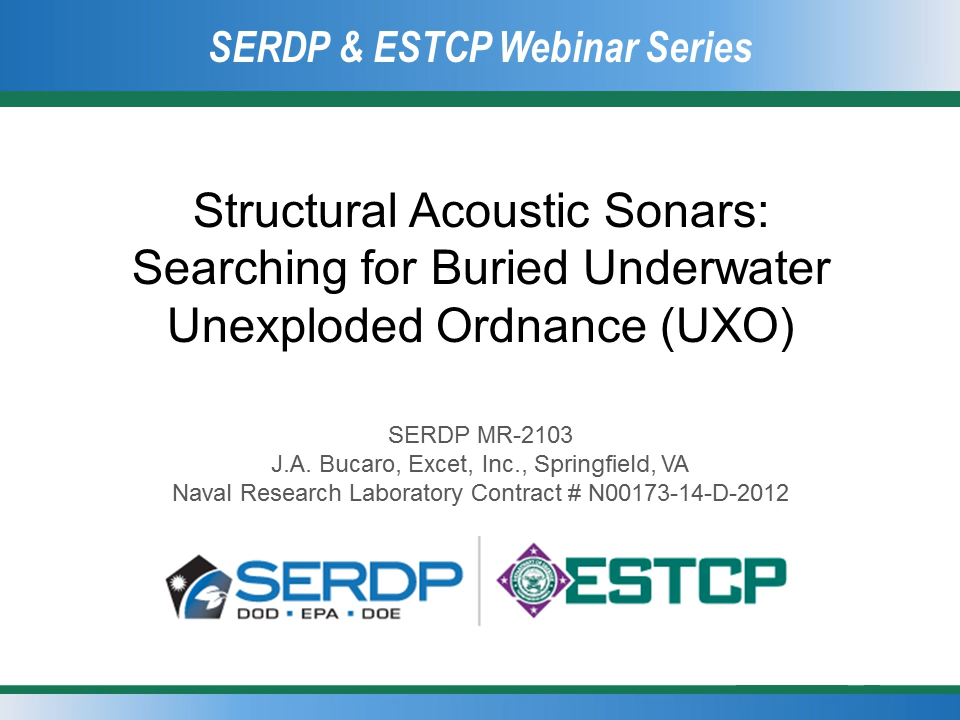 SERDP & ESTCP Webinar Series
Structural Acoustic Sonars:
Searching for Buried Underwater
Unexploded Ordnance (UXO)
SERDP MR-2103
J.A. Bucaro, Excet, Inc., Springfield, VA
Naval Research Laboratory Contract # N00173-14-D-2012
SERDP
DOD • EPA • DOE
ESTCP